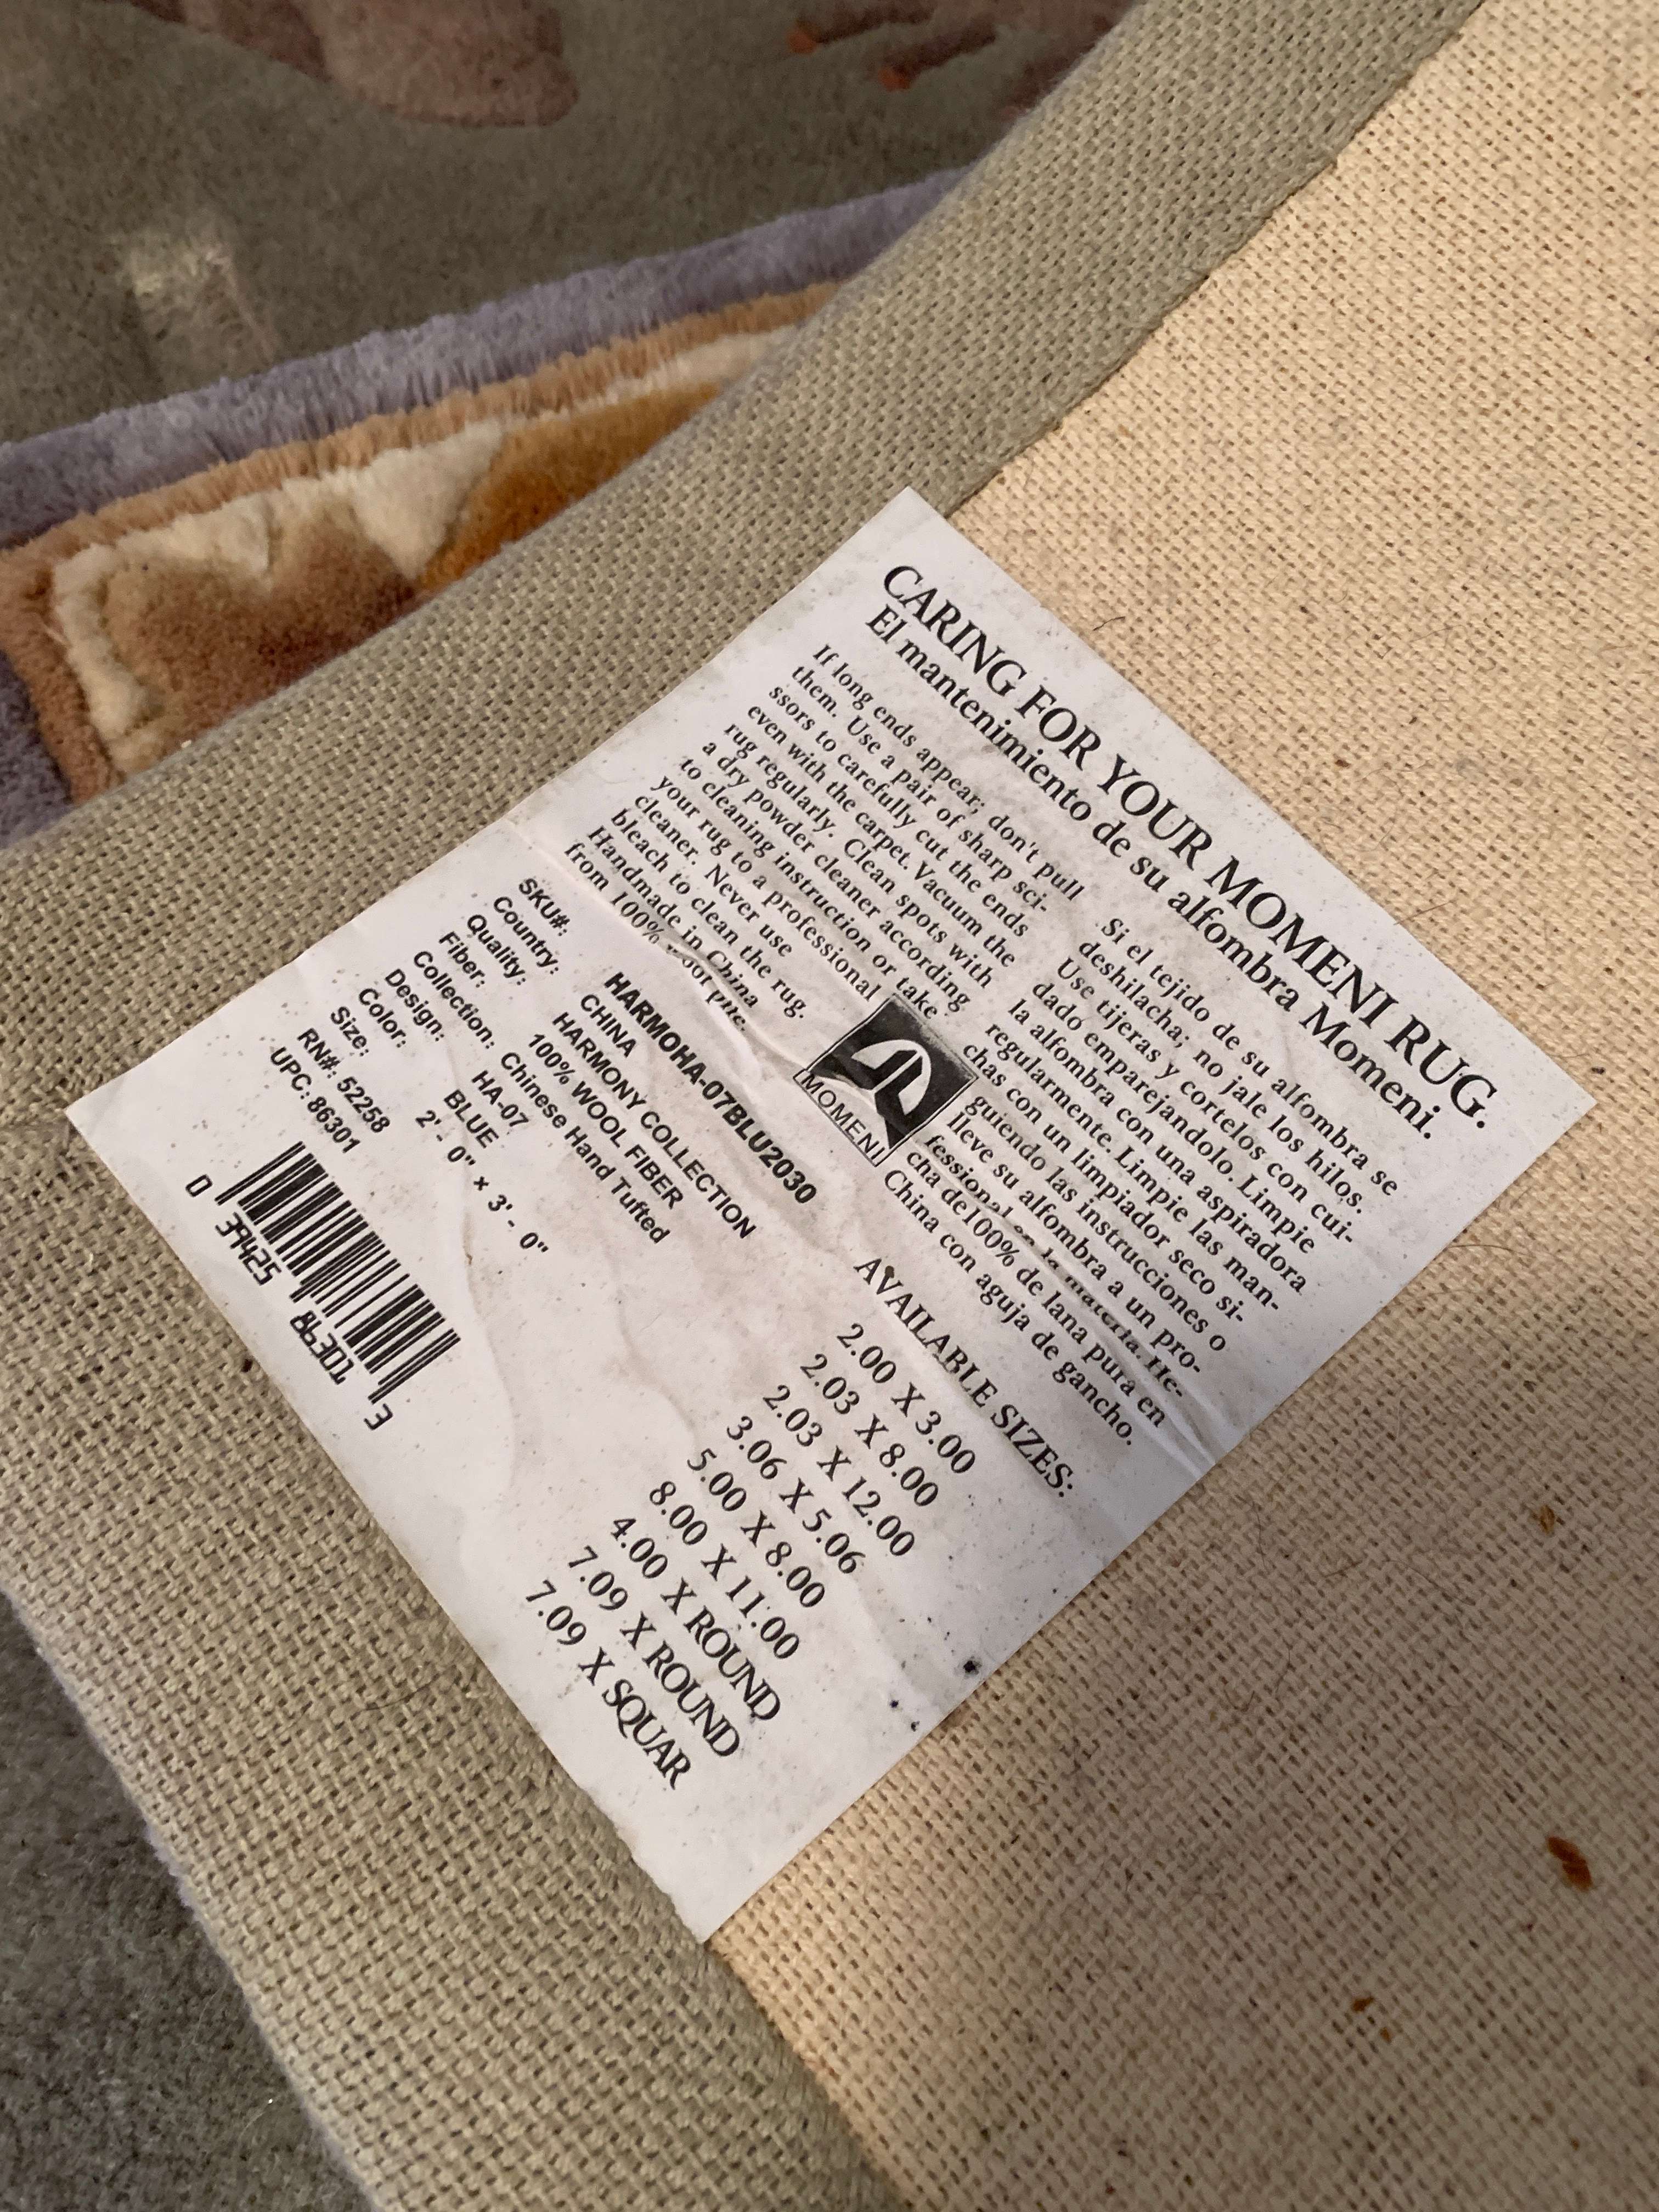 CARING FOR YOUR MOMENI RUG.
El mantenimiento de su alfombra Momeni.
If long ends appear; don't pull
them. Use a pair of sharp sci-
ssors to carefully cut the ends
even with the carpet. Vacuum the
rug regularly. Clean spots with
a dry powder cleaner according
to cleaning instruction or take
your rug to a professional
cleaner. Never use
bleach to clean the rug.
Handmade in China
from 100%
Si el tejido de su alfombra se
deshilacha; no jale los hilos.
Use tijeras y cortelos con cui-
dado emparejandolo. Limpie
la alfombra con una aspiradora
regularmente. Limpie las man-
chas con un limpiador seco si-
guiendo las instrucciones o
lleve su alfombra a un pro-
fessional en la materia. He-
cha de100% de lana pura en
China con aguja de gancho.
MOMENI
SKU#: HARMOHA-07BLU2030
Country: CHINA
Quality: HARMONY COLLECTION
Fiber: 100% WOOL FIBER
Collection: Chinese Hand Tufted
Design: HA-07
Color: BLUE
Size: 2' - 0" x 3' - 0"
RN#: 52258
UPC: 86301
0 39425 86301 3
AVAILABLE SIZES:
2.00 X 3.00
2.03 X 8.00
2.03 X 12.00
3.06 X 5.06
5.00 X 8.00
8.00 X 11.00
4.00 X ROUND
7.09 X ROUND
7.09 X SQUAR